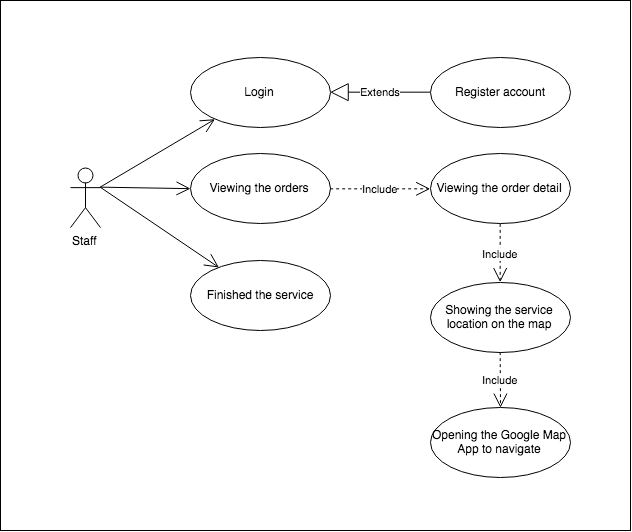 Login
Extends
Register account
Viewing the orders
Include
Viewing the order detail
Staff
Include
Finished the service
Showing the service
location on the map
Include
Opening the Google Map
App to navigate